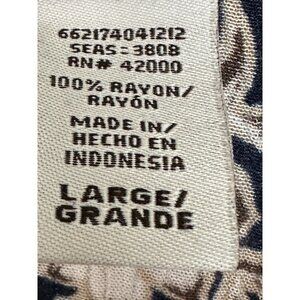 662174041212
SEAS:3808
RN# 42000
100% RAYON/
RAYÓN
MADE IN/
HECHO EN
INDONESIA
LARGE/
GRANDE